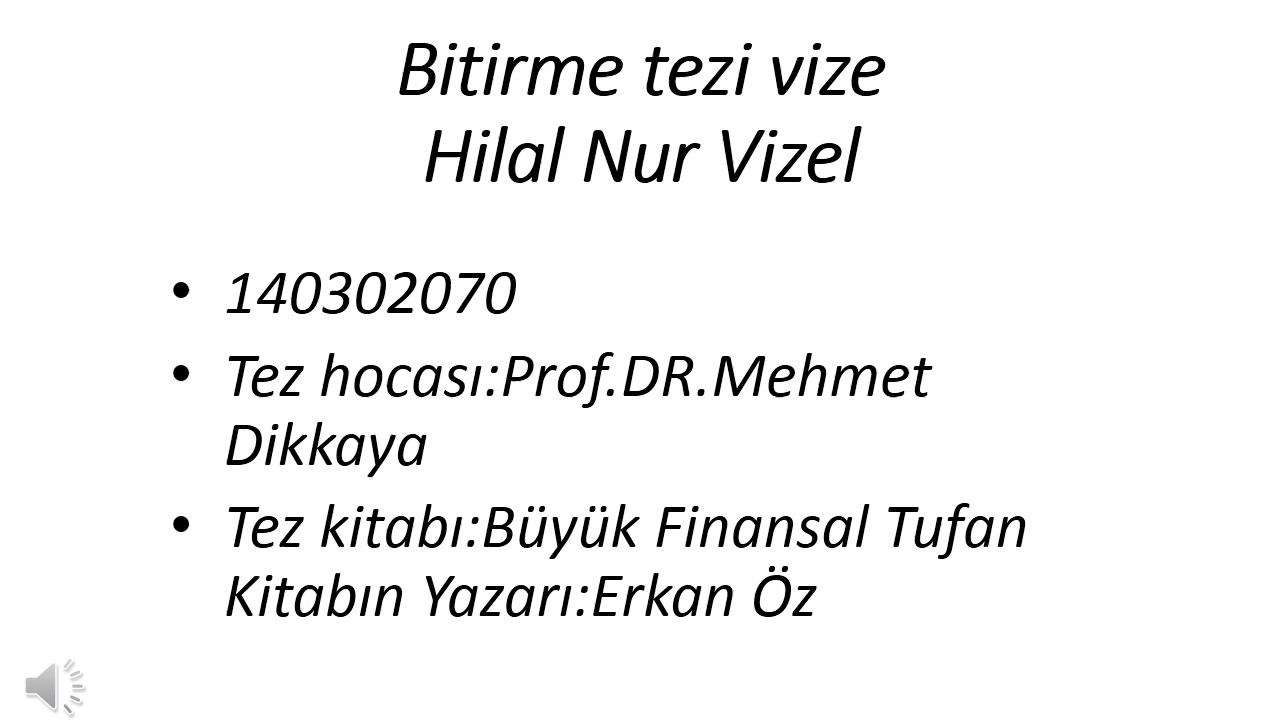 Bitirme tezi vize
Hilal Nur Vizel
• 140302070
• Tez hocası:Prof.DR.Mehmet
Dikkaya
• Tez kitabı:Büyük Finansal Tufan
Kitabın Yazarı:Erkan Öz